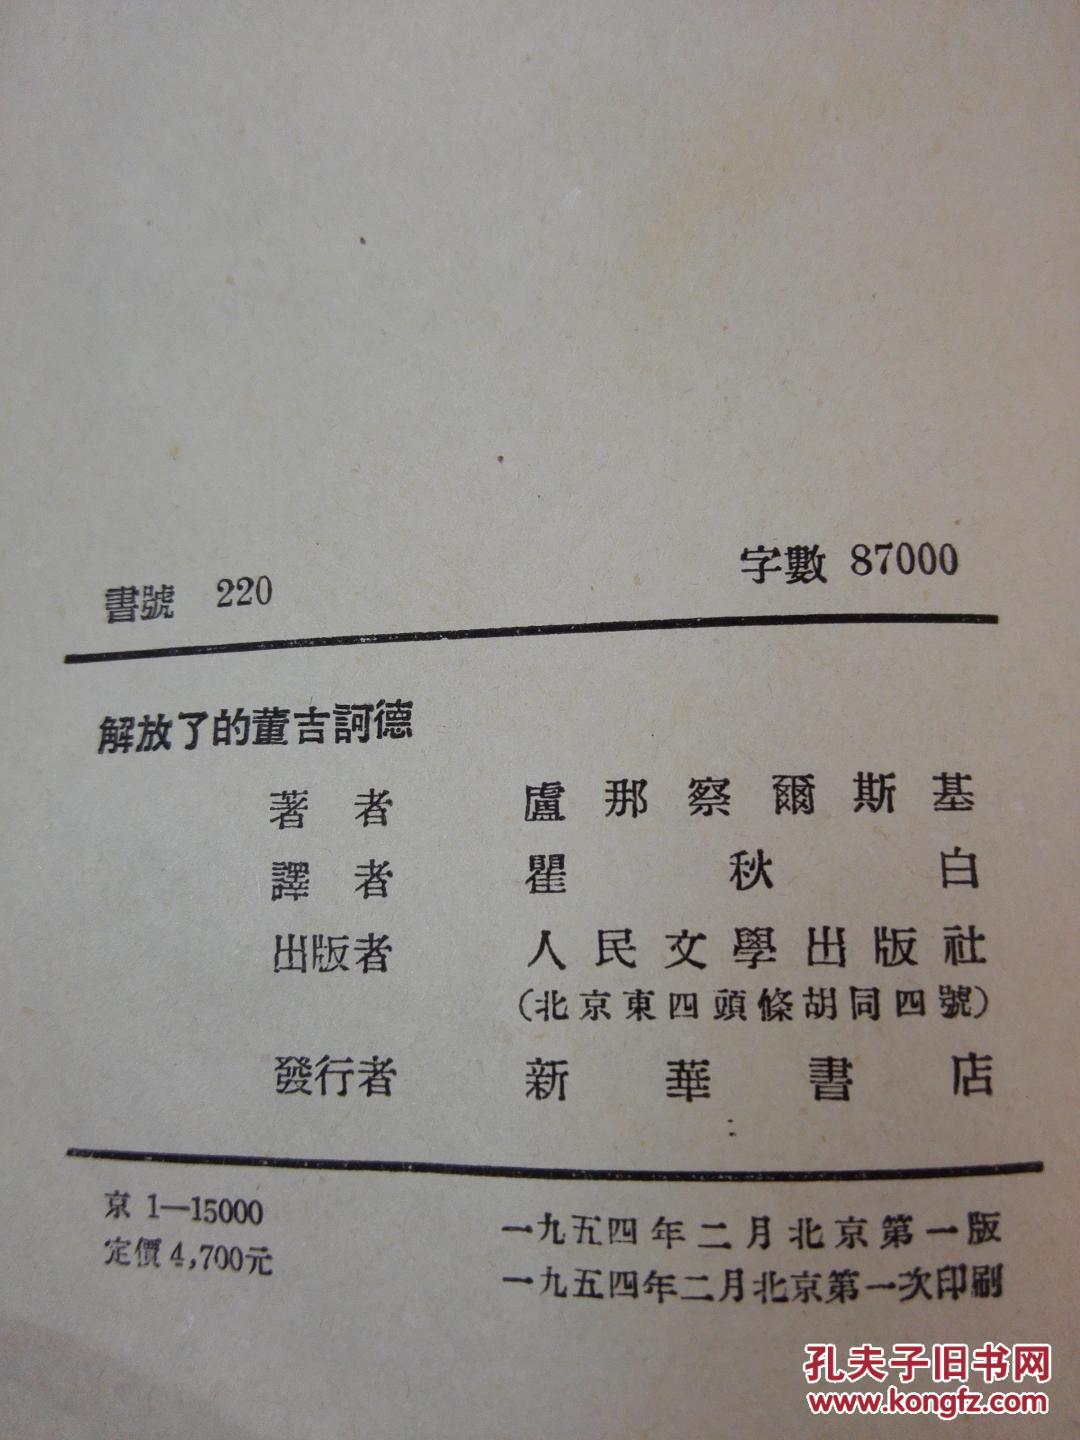 書號 220
字數 87000
解放了的董吉訶德
著者 盧那察爾斯基
譯者 瞿秋白
出版者 人民文學出版社
(北京東四頭條胡同四號)
發行者 新華書店
京 1—15000
定價 4,700元
一九五四年二月北京第一版
一九五四年二月北京第一次印刷
孔夫子旧书网
www.kongfz.com